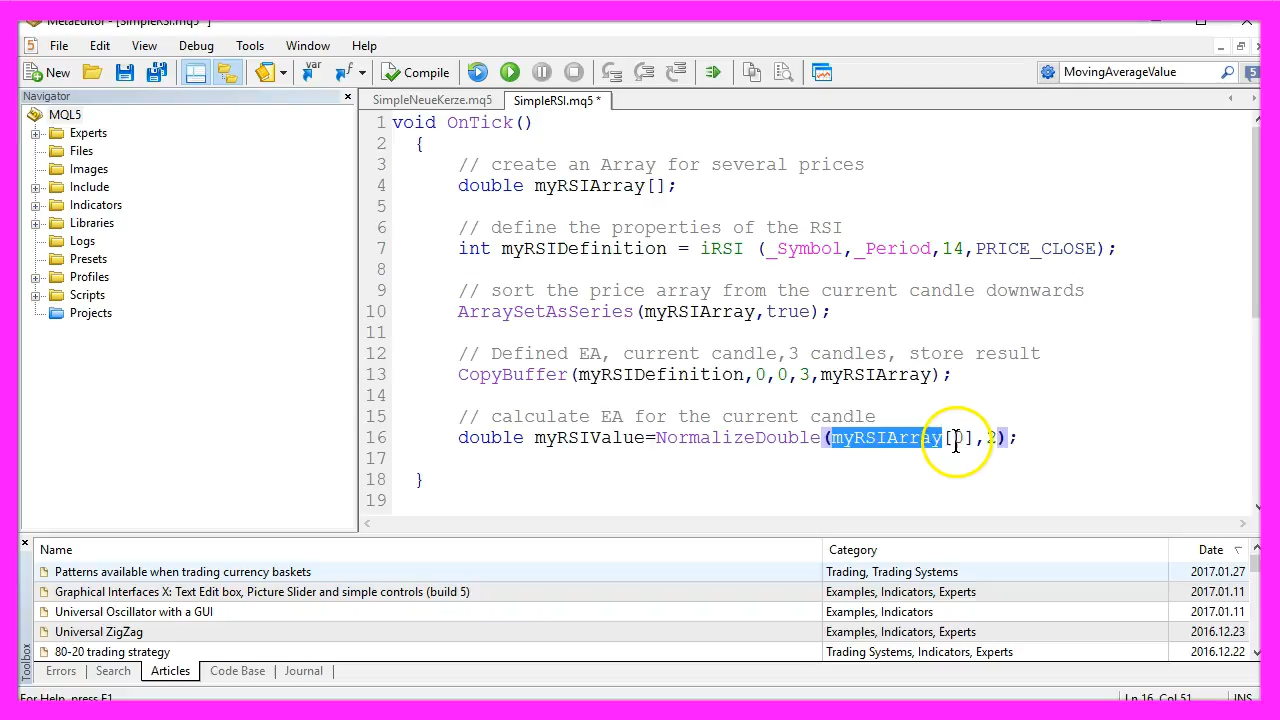 MetaEditor - [SimpleRSI.mq5 *]
File Edit View Debug Tools Window Help
New Compile MovingAverageValue
Navigator
MQL5
Experts
Files
Images
Include
Indicators
Libraries
Logs
Presets
Profiles
Scripts
Projects
SimpleNeueKerze.mq5 SimpleRSI.mq5 *
1 void OnTick()
2 {
3 // create an Array for several prices
4 double myRSIArray[];
5
6 // define the properties of the RSI
7 int myRSIDefinition = iRSI (_Symbol,_Period,14,PRICE_CLOSE);
8
9 // sort the price array from the current candle downwards
10 ArraySetAsSeries(myRSIArray,true);
11
12 // Defined EA, current candle,3 candles, store result
13 CopyBuffer(myRSIDefinition,0,0,3,myRSIArray);
14
15 // calculate EA for the current candle
16 double myRSIValue=NormalizeDouble(myRSIArray[0],2);
17
18 }
19
Name Category Date
Patterns available when trading currency baskets Trading, Trading Systems 2017.01.27
Graphical Interfaces X: Text Edit box, Picture Slider and simple controls (build 5) Examples, Indicators, Experts 2017.01.11
Universal Oscillator with a GUI Examples, Indicators 2017.01.11
Universal ZigZag Examples, Indicators, Experts 2016.12.23
80-20 trading strategy Trading Systems, Indicators, Experts 2016.12.22
Toolbox
Errors Search Articles Code Base Journal
For Help, press F1 Ln 16, Col 51 INS